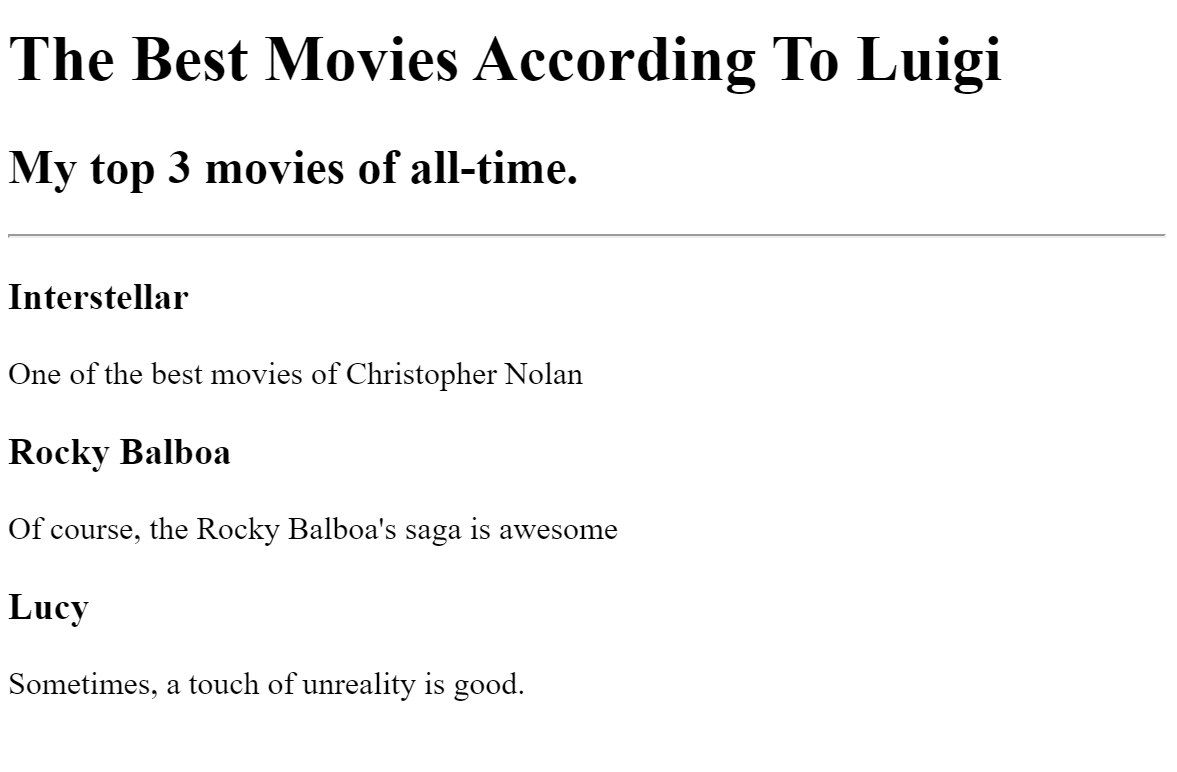 The Best Movies According To Luigi
My top 3 movies of all-time.
Interstellar
One of the best movies of Christopher Nolan
Rocky Balboa
Of course, the Rocky Balboa's saga is awesome
Lucy
Sometimes, a touch of unreality is good.